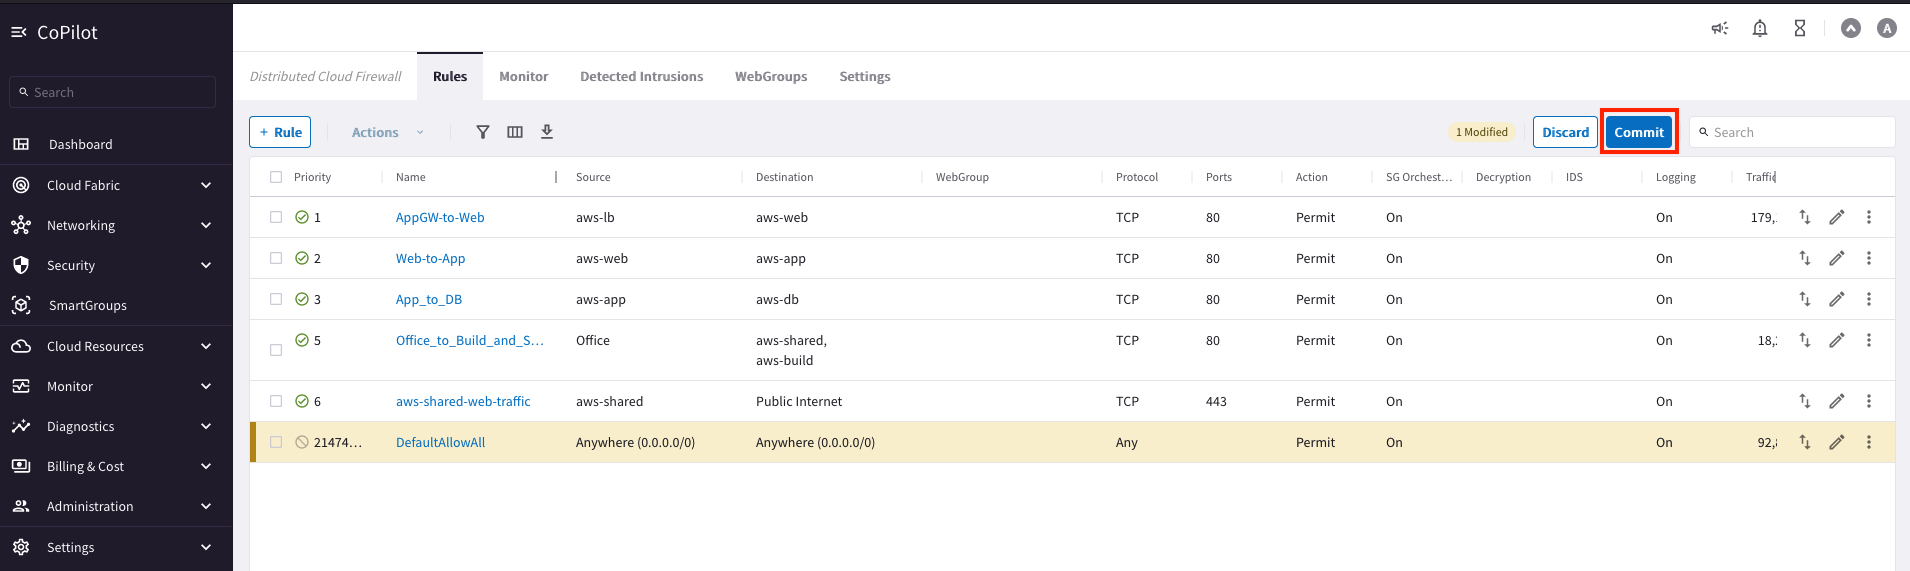 CoPilot
Search
Dashboard
Cloud Fabric
Networking
Security
SmartGroups
Cloud Resources
Monitor
Diagnostics
Billing & Cost
Administration
Settings
A
Distributed Cloud Firewall Rules Monitor Detected Intrusions WebGroups Settings
+ Rule Actions 1 Modified Discard Commit Search
Priority Name Source Destination WebGroup Protocol Ports Action SG Orchest... Decryption IDS Logging Traffic
1 AppGW-to-Web aws-lb aws-web TCP 80 Permit On On 179,
2 Web-to-App aws-web aws-app TCP 80 Permit On On
3 App_to_DB aws-app aws-db TCP 80 Permit On On
5 Office_to_Build_and_S... Office aws-shared, TCP 80 Permit On On 18,
aws-build
6 aws-shared-web-traffic aws-shared Public Internet TCP 443 Permit On On
21474... DefaultAllowAll Anywhere (0.0.0.0/0) Anywhere (0.0.0.0/0) Any Permit On On 92,